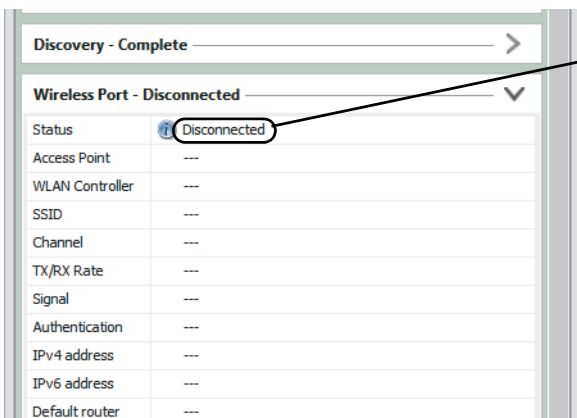 Discovery - Complete
Wireless Port - Disconnected
Status Disconnected
Access Point ---
WLAN Controller ---
SSID ---
Channel ---
TX/RX Rate ---
Signal ---
Authentication ---
IPv4 address ---
IPv6 address ---
Default router ---